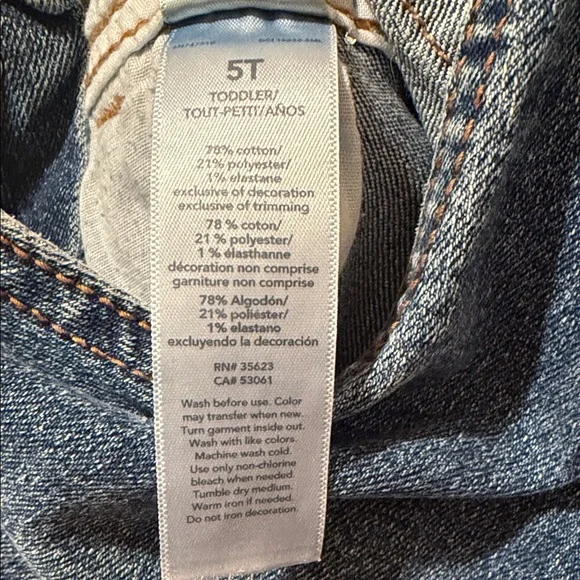 5T
TODDLER/
TOUT-PETIT/AÑOS
78% cotton/
21% polyester/
1% elastane
exclusive of decoration
exclusive of trimming
78 % coton/
21 % polyester/
1 % élasthanne
décoration non comprise
garniture non comprise
78% Algodón/
21% poliéster/
1% elastano
excluyendo la decoración
RN# 35623
CA# 53061
Wash before use. Color
may transfer when new.
Turn garment inside out.
Wash with like colors.
Machine wash cold.
Use only non-chlorine
bleach when needed.
Tumble dry medium.
Warm iron if needed.
Do not iron decoration.